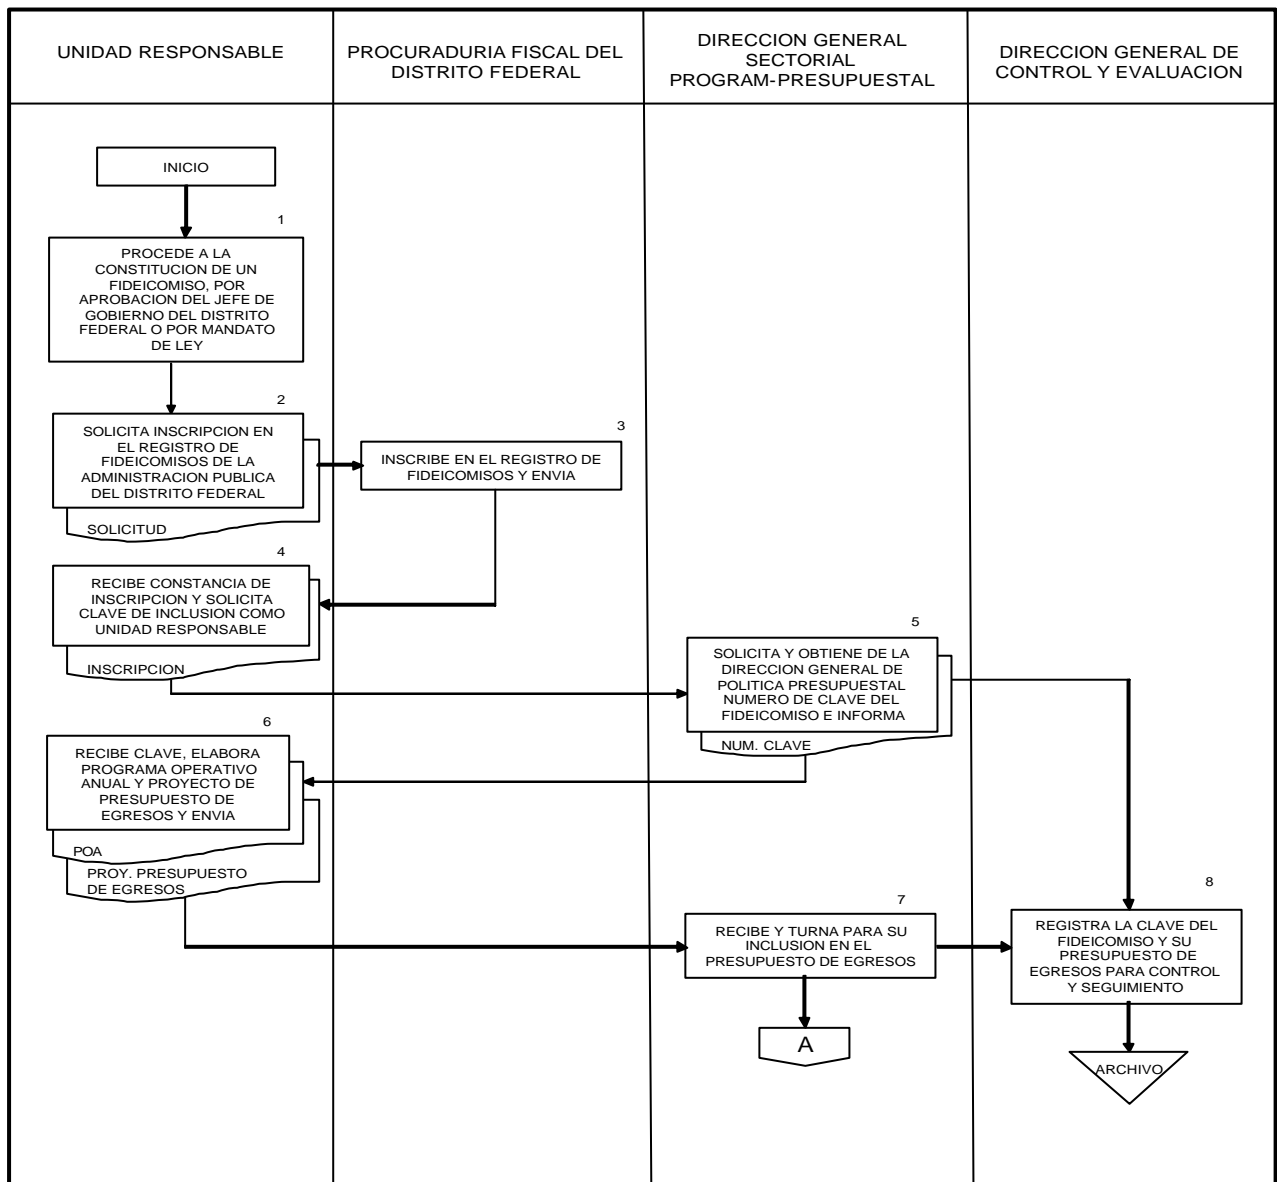 UNIDAD RESPONSABLE
PROCURADURIA FISCAL DEL
DISTRITO FEDERAL
DIRECCION GENERAL
SECTORIAL
PROGRAM-PRESUPUESTAL
DIRECCION GENERAL DE
CONTROL Y EVALUACION
INICIO
1
PROCEDE A LA
CONSTITUCION DE UN
FIDEICOMISO, POR
APROBACION DEL JEFE DE
GOBIERNO DEL DISTRITO
FEDERAL O POR MANDATO
DE LEY
2
SOLICITA INSCRIPCION EN
EL REGISTRO DE
FIDEICOMISOS DE LA
ADMINISTRACION PUBLICA
DEL DISTRITO FEDERAL
SOLICITUD
3
INSCRIBE EN EL REGISTRO DE
FIDEICOMISOS Y ENVIA
4
RECIBE CONSTANCIA DE
INSCRIPCION Y SOLICITA
CLAVE DE INCLUSION COMO
UNIDAD RESPONSABLE
INSCRIPCION
5
SOLICITA Y OBTIENE DE LA
DIRECCION GENERAL DE
POLITICA PRESUPUESTAL
NUMERO DE CLAVE DEL
FIDEICOMISO E INFORMA
NUM. CLAVE
6
RECIBE CLAVE, ELABORA
PROGRAMA OPERATIVO
ANUAL Y PROYECTO DE
PRESUPUESTO DE
EGRESOS Y ENVIA
POA
PROY. PRESUPUESTO
DE EGRESOS
7
RECIBE Y TURNA PARA SU
INCLUSION EN EL
PRESUPUESTO DE EGRESOS
A
8
REGISTRA LA CLAVE DEL
FIDEICOMISO Y SU
PRESUPUESTO DE
EGRESOS PARA CONTROL
Y SEGUIMIENTO
ARCHIVO